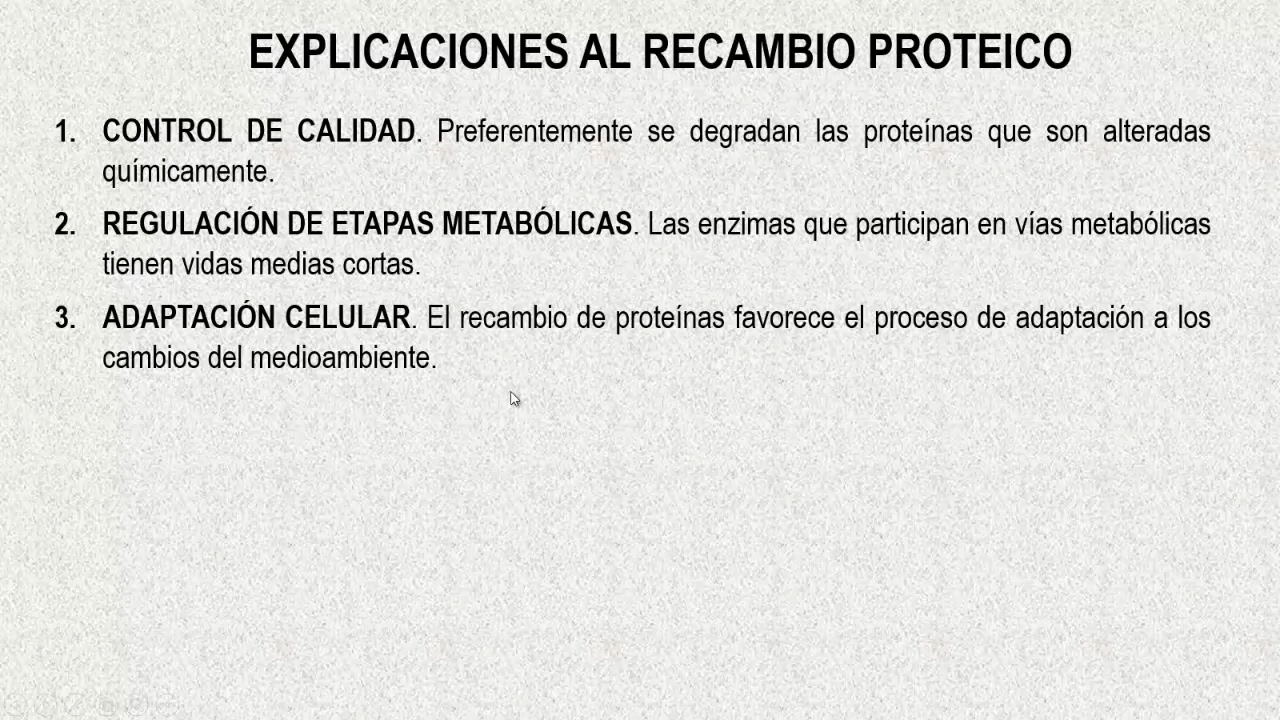 EXPLICACIONES AL RECAMBIO PROTEICO
1. CONTROL DE CALIDAD. Preferentemente se degradan las proteínas que son alteradas
químicamente.
2. REGULACIÓN DE ETAPAS METABÓLICAS. Las enzimas que participan en vías metabólicas
tienen vidas medias cortas.
3. ADAPTACIÓN CELULAR. El recambio de proteínas favorece el proceso de adaptación a los
cambios del medioambiente.